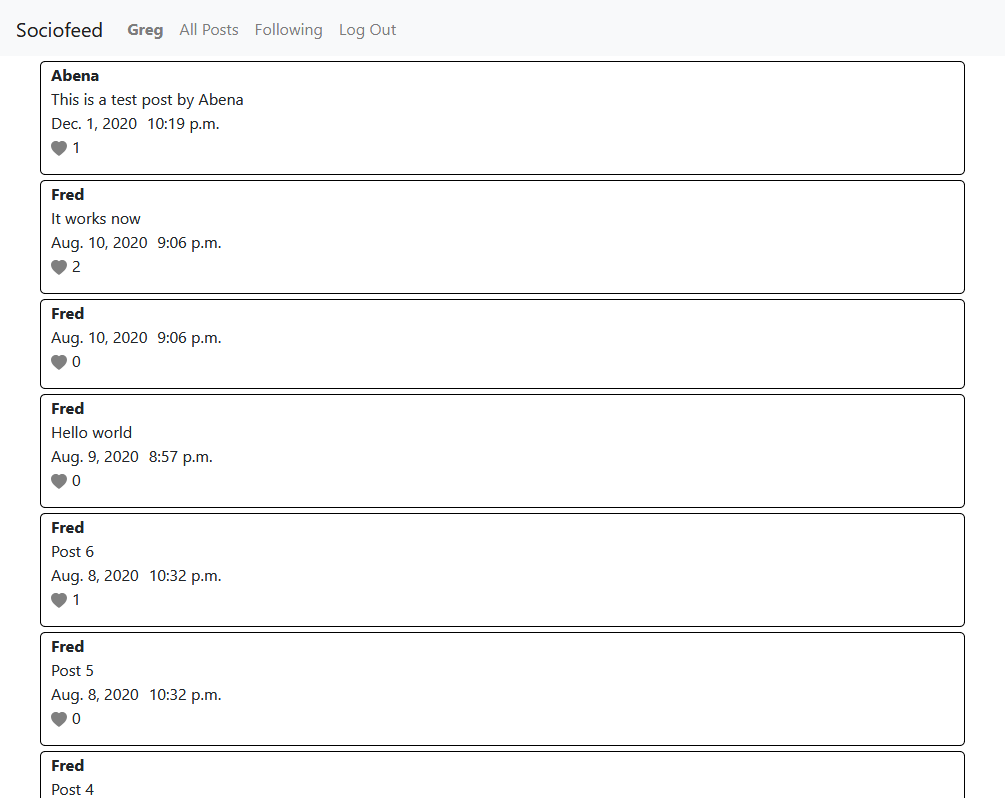 Sociofeed Greg All Posts Following Log Out
Abena
This is a test post by Abena
Dec. 1, 2020 10:19 p.m.
1
Fred
It works now
Aug. 10, 2020 9:06 p.m.
2
Fred
Aug. 10, 2020 9:06 p.m.
0
Fred
Hello world
Aug. 9, 2020 8:57 p.m.
0
Fred
Post 6
Aug. 8, 2020 10:32 p.m.
1
Fred
Post 5
Aug. 8, 2020 10:32 p.m.
0
Fred
Post 4